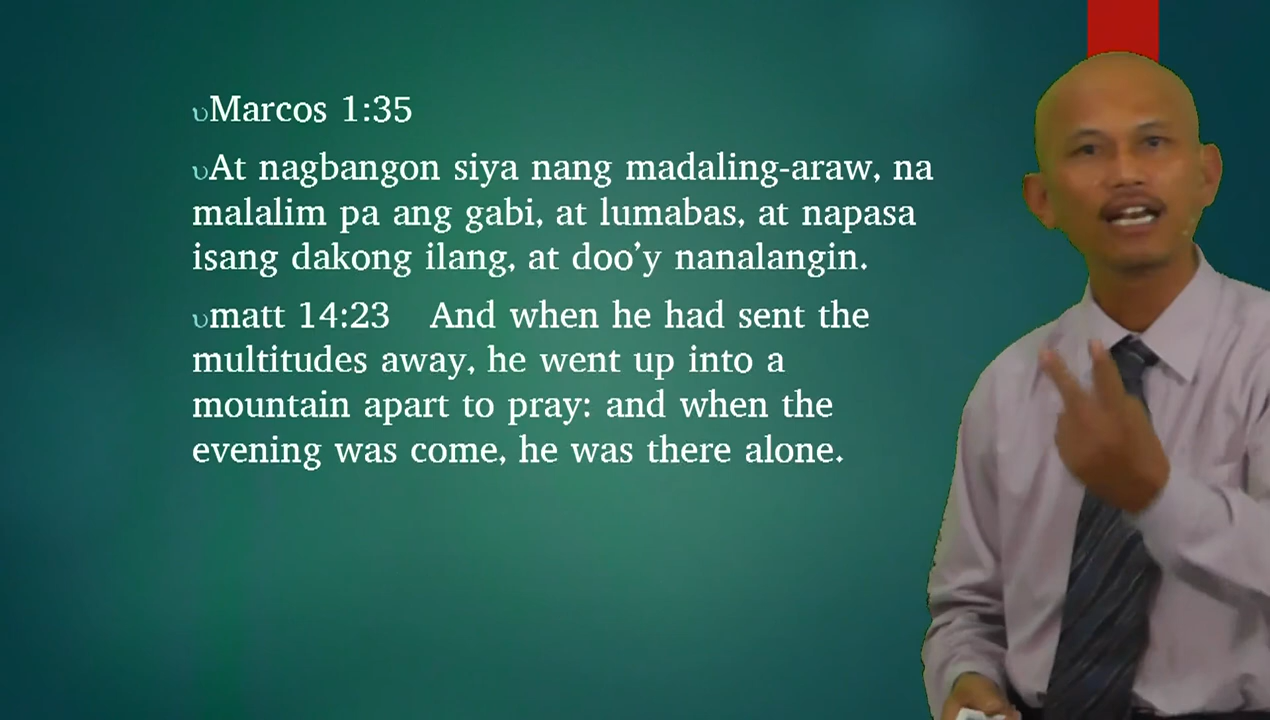 Marcos 1:35
At nagbangon siya nang madaling-araw, na
malalim pa ang gabi, at lumabas, at napasa
isang dakong ilang, at doo’y nanalangin.
matt 14:23 And when he had sent the
multitudes away, he went up into a
mountain apart to pray: and when the
evening was come, he was there alone.